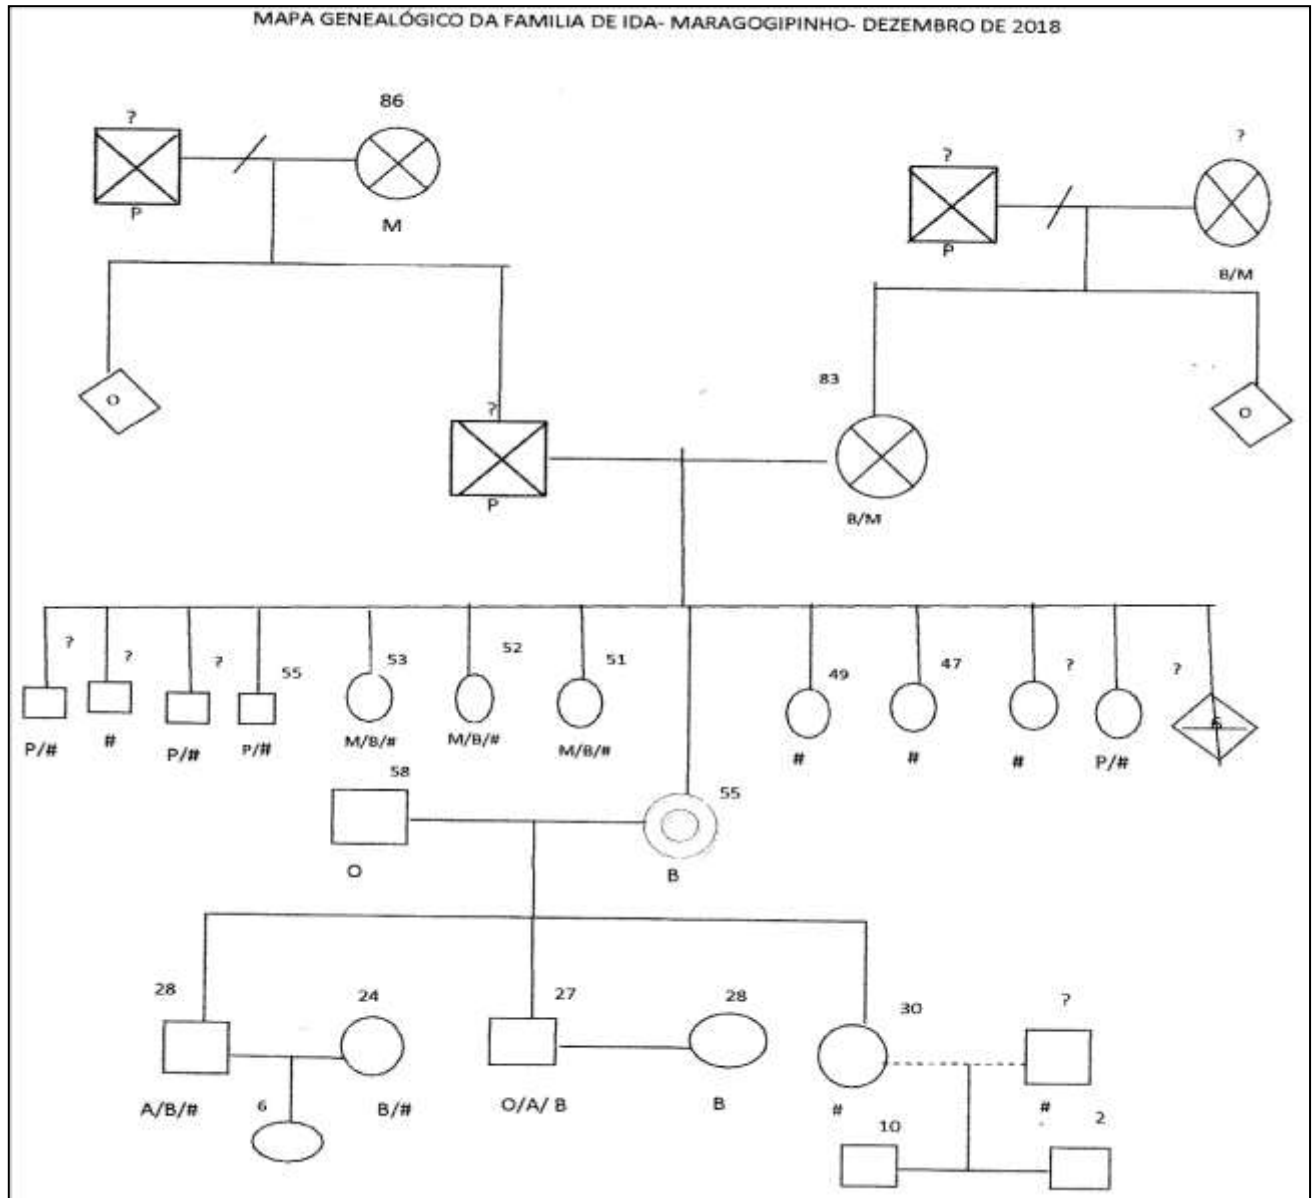 MAPA GENEALÓGICO DA FAMILIA DE IDA- MARAGOGIPINHO- DEZEMBRO DE 2018
? 86 ? ?
P M P B/M
O ? 83 O
P B/M
? ? ? 55 53 52 51 49 47 ? ?
6
P/# # P/# P/# M/B/# M/B/# M/B/# # # # P/#
58 55
O B
28 24 27 28 30 ?
A/B/# B/# O/A/ B B # #
6 10 2